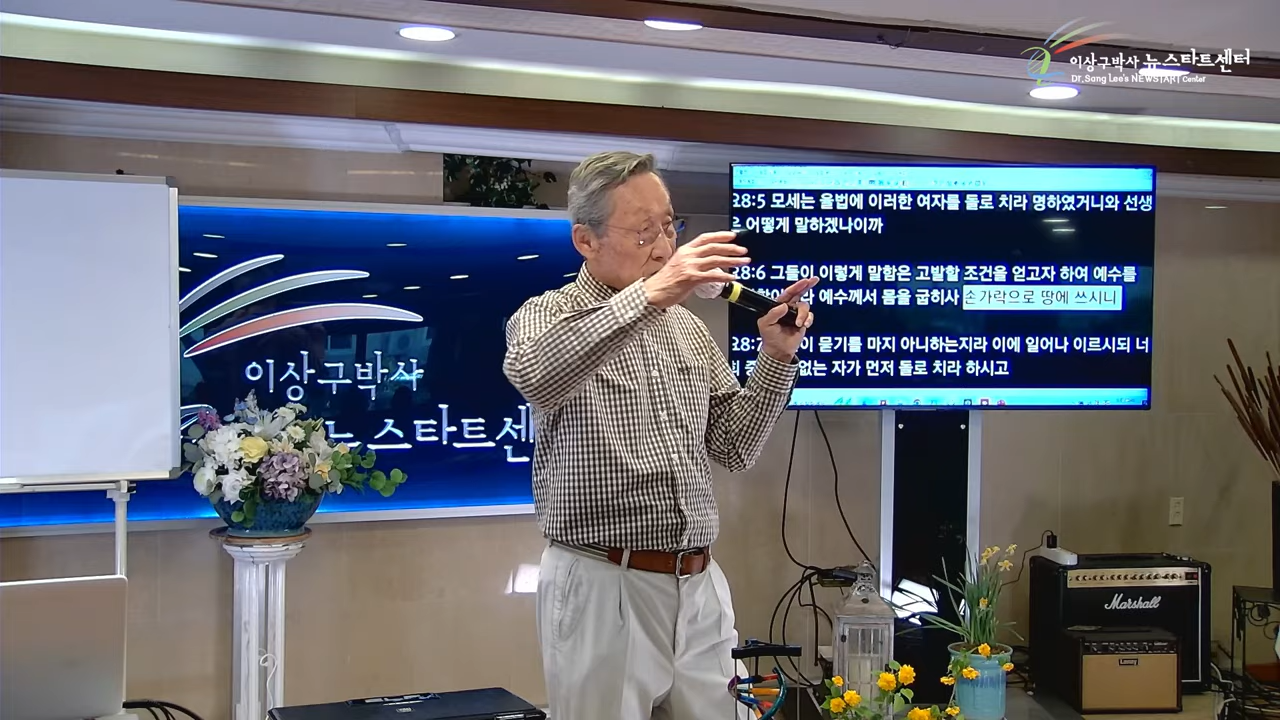 이상구박사 뉴스타트센터
Dr.Sang Lee's NEWSTART Center
28:5 모세는 율법에 이러한 여자를 돌로 치라 명하였거니와 선생
어떻게 말하겠나이까
28:6 그들이 이렇게 말함은 고발할 조건을 얻고자 하여 예수를
예수께서 몸을 굽히사 손가락으로 땅에 쓰시니
묻기를 마지 아니하는지라 이에 일어나 이르시되 너
없는 자가 먼저 돌로 치라 하시고
이상구박사
뉴스타트센
Marshall
Laney